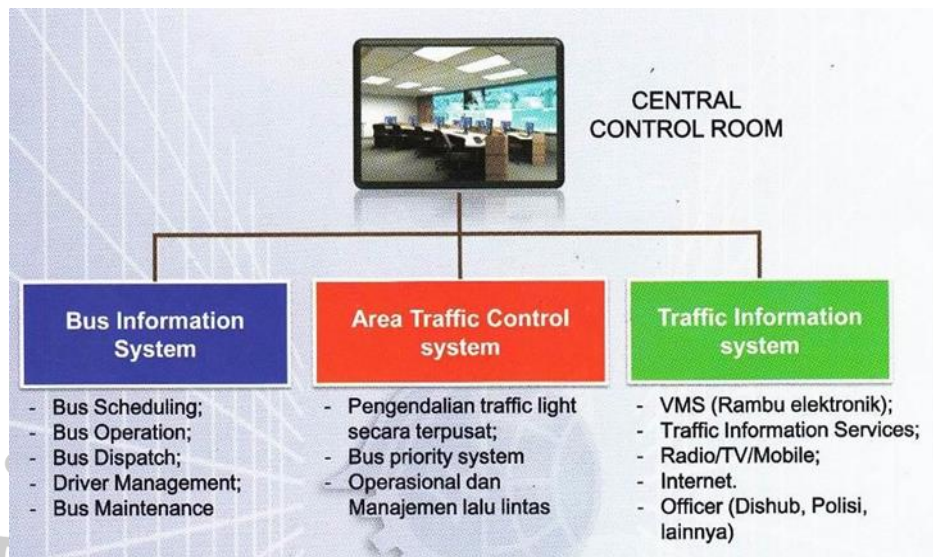 CENTRAL
CONTROL ROOM
Bus Information
System
- Bus Scheduling;
- Bus Operation;
- Bus Dispatch;
- Driver Management;
- Bus Maintenance
Area Traffic Control
system
- Pengendalian traffic light
secara terpusat;
- Bus priority system
- Operasional dan
Manajemen lalu lintas
Traffic Information
system
- VMS (Rambu elektronik);
- Traffic Information Services;
- Radio/TV/Mobile;
- Internet.
- Officer (Dishub, Polisi,
lainnya)